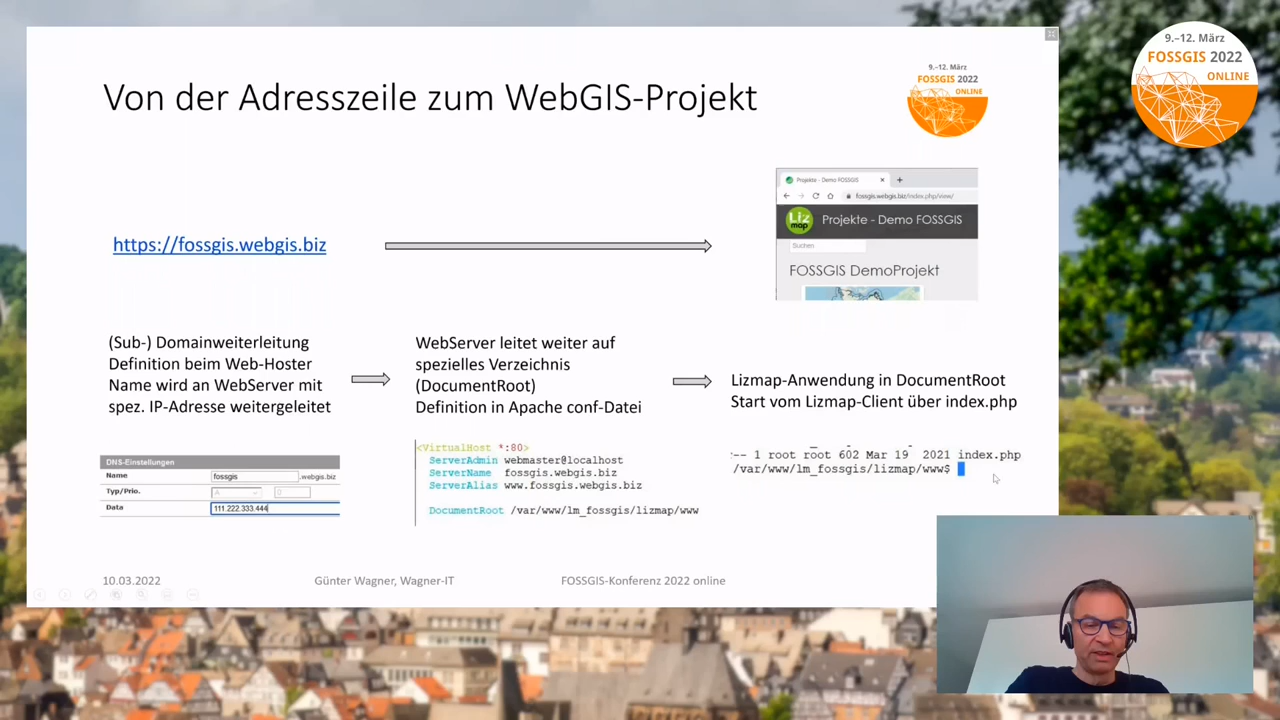 9.–12. März
FOSSGIS 2022
ONLINE
Von der Adresszeile zum WebGIS-Projekt
9.–12. März
FOSSGIS 2022
ONLINE
https://fossgis.webgis.biz
Projekte - Demo FOSSGIS
fossgis.webgis.biz/index.php/view/
Liz
map
Projekte - Demo FOSSGIS
Suchen
FOSSGIS DemoProjekt
(Sub-) Domainweiterleitung
Definition beim Web-Hoster
Name wird an WebServer mit
spez. IP-Adresse weitergeleitet
WebServer leitet weiter auf
spezielles Verzeichnis
(DocumentRoot)
Definition in Apache conf-Datei
Lizmap-Anwendung in DocumentRoot
Start vom Lizmap-Client über index.php
DNS-Einstellungen
Name fossgis .webgis.biz
Typ/Prio. A 0
Data 111.222.333.444
<VirtualHost *:80>
ServerAdmin webmaster@localhost
ServerName fossgis.webgis.biz
ServerAlias www.fossgis.webgis.biz
DocumentRoot /var/www/lm_fossgis/lizmap/www
-- 1 root root 602 Mar 19 2021 index.php
/var/www/lm_fossgis/lizmap/www$
10.03.2022 Günter Wagner, Wagner-IT FOSSGIS-Konferenz 2022 online